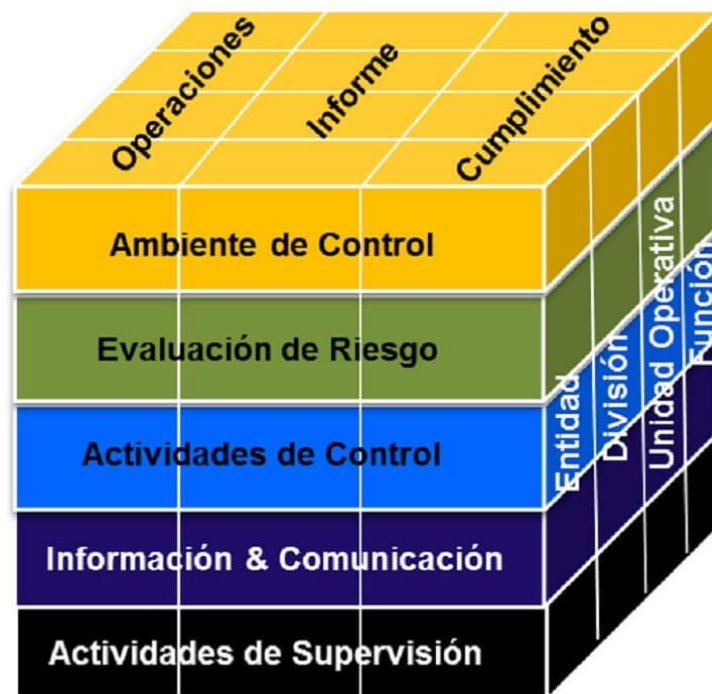 Operaciones
Informe
Cumplimiento
Ambiente de Control
Evaluación de Riesgo
Actividades de Control
Información & Comunicación
Actividades de Supervisión
Entidad
División
Unidad Operativa
Función